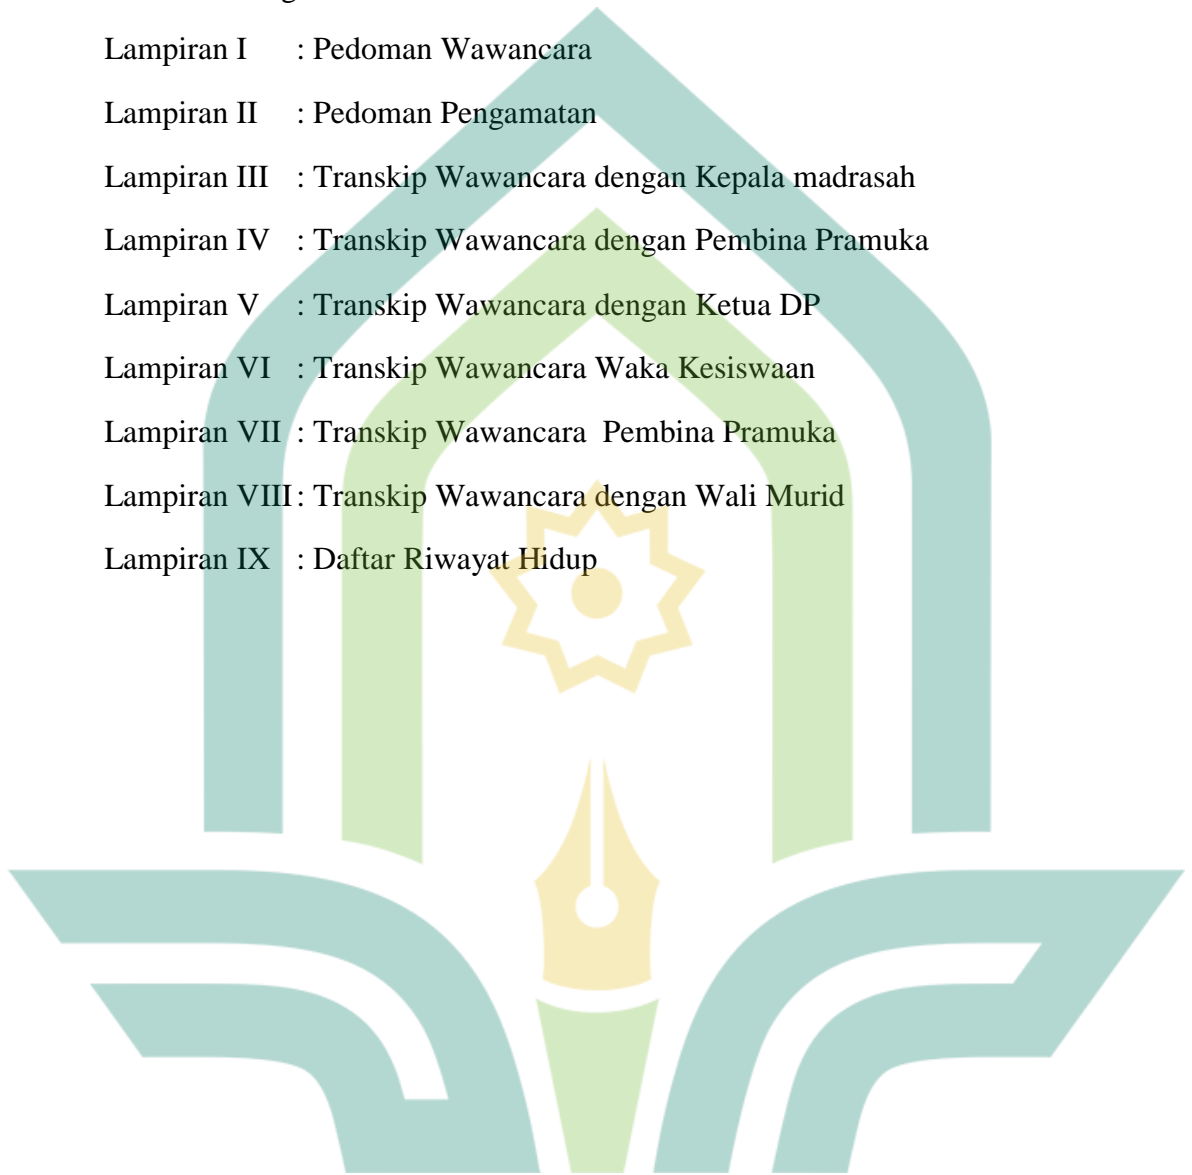 Lampiran I : Pedoman Wawancara
Lampiran II : Pedoman Pengamatan
Lampiran III : Transkip Wawancara dengan Kepala madrasah
Lampiran IV : Transkip Wawancara dengan Pembina Pramuka
Lampiran V : Transkip Wawancara dengan Ketua DP
Lampiran VI : Transkip Wawancara Waka Kesiswaan
Lampiran VII : Transkip Wawancara Pembina Pramuka
Lampiran VIII : Transkip Wawancara dengan Wali Murid
Lampiran IX : Daftar Riwayat Hidup